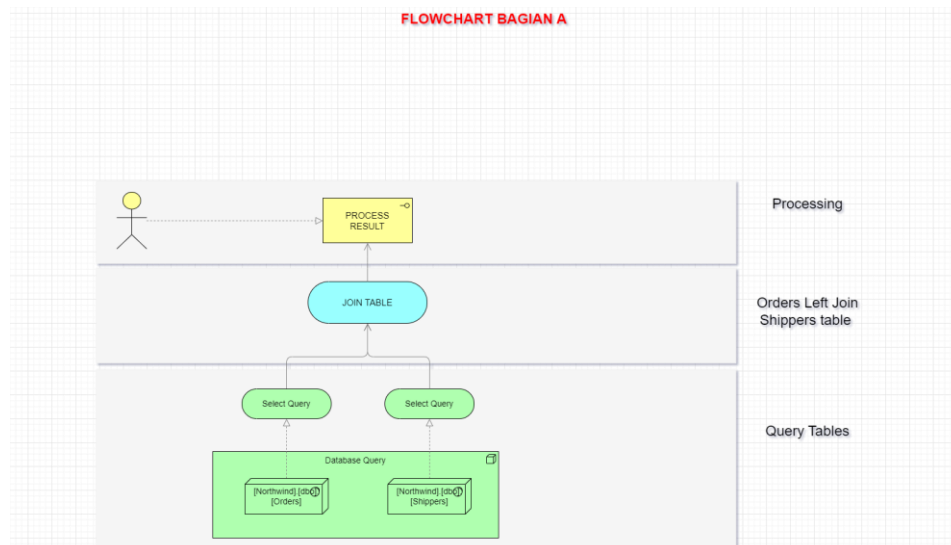 FLOWCHART BAGIAN A
Processing
PROCESS
RESULT
JOIN TABLE
Orders Left Join
Shippers table
Select Query
Select Query
Query Tables
Database Query
[Northwind].[dbo].
[Orders]
[Northwind].[dbo].
[Shippers]